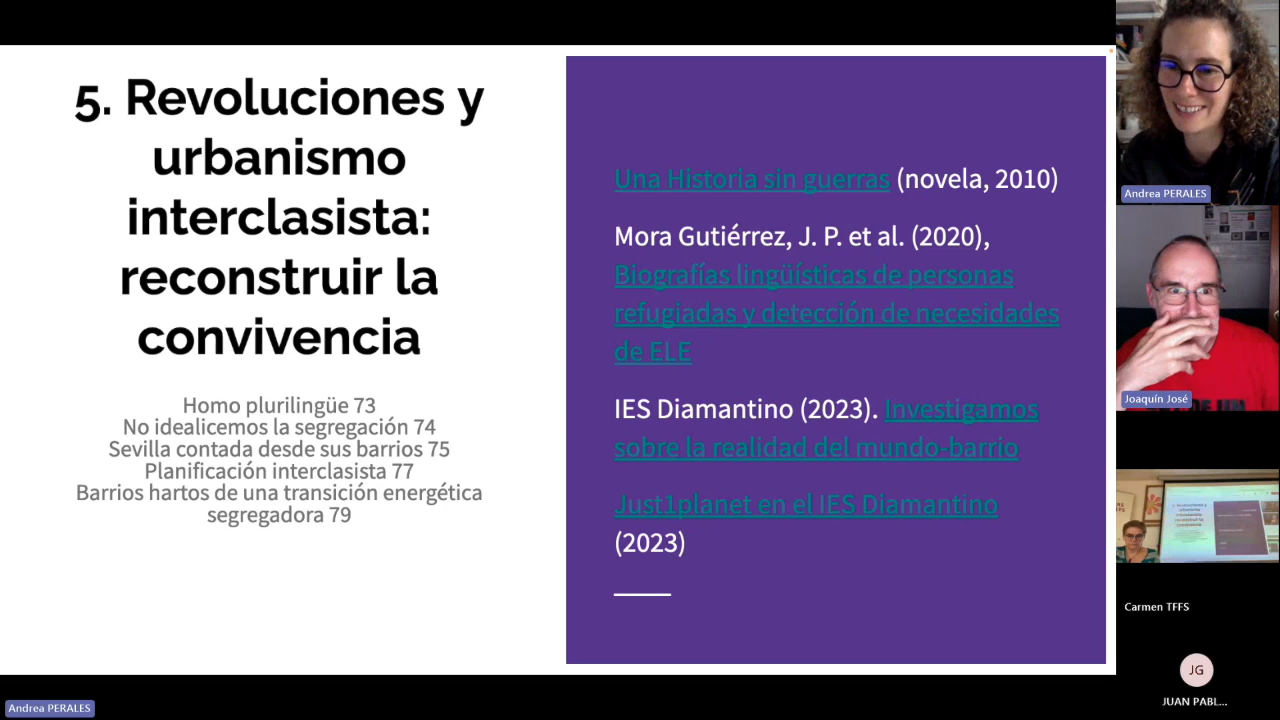 5. Revoluciones y
urbanismo
interclasista:
reconstruir la
convivencia
Homo plurilingüe 73
No idealicemos la segregación 74
Sevilla contada desde sus barrios 75
Planificación interclasista 77
Barrios hartos de una transición energética
segregadora 79
Una Historia sin guerras (novela, 2010)
Mora Gutiérrez, J. P. et al. (2020),
Biografías lingüísticas de personas
refugiadas y detección de necesidades
de ELE
IES Diamantino (2023). Investigamos
sobre la realidad del mundo-barrio
Just1planet en el IES Diamantino
(2023)
Andrea PERALES
Joaquín José
Carmen TFFS
JG
JUAN PABL...
Andrea PERALES